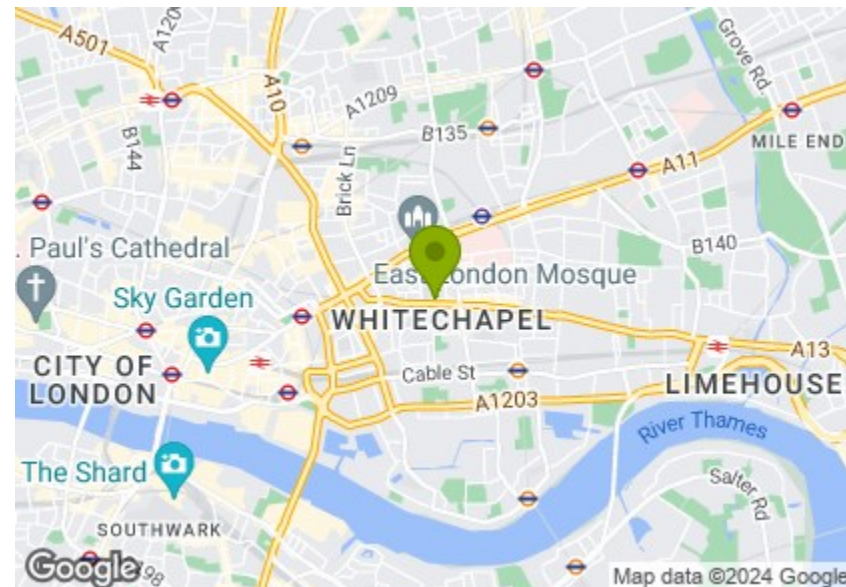 A501
A120
A10
Grove Rd.
A1209
B144
B135
MILE END
Brick Ln
A11
. Paul's Cathedral
B140
East London Mosque
Sky Garden
WHITECHAPEL
CITY OF
LONDON
Cable St
A13
A1203
LIMEHOUSE
River Thames
The Shard
Salter Rd
SOUTHWARK
Google
198
Map data ©2024 Google